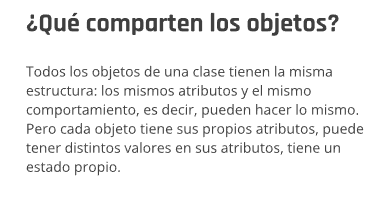 ¿Qué comparten los objetos?
Todos los objetos de una clase tienen la misma
estructura: los mismos atributos y el mismo
comportamiento, es decir, pueden hacer lo mismo.
Pero cada objeto tiene sus propios atributos, puede
tener distintos valores en sus atributos, tiene un
estado propio.